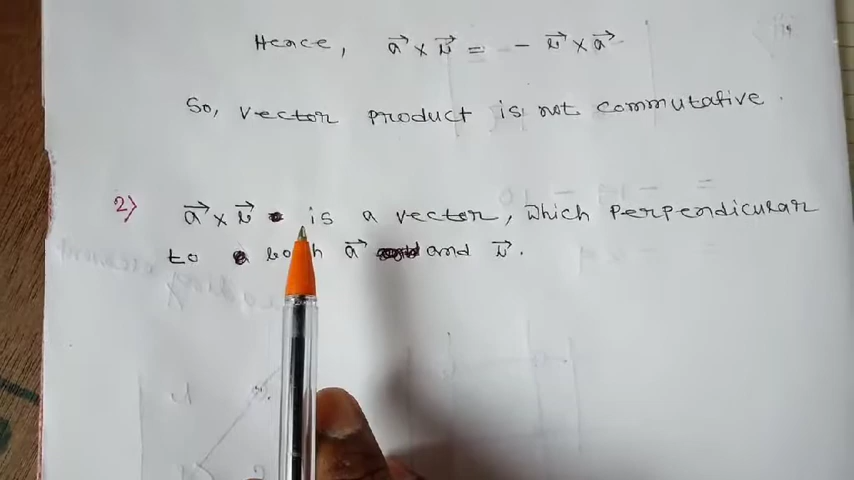 Hence, a⃗ × b⃗ = - b⃗ × a⃗
So, vector product is not commutative.
2) a⃗ × b⃗ is a vector, which perpendicular
to both a⃗ and b⃗.